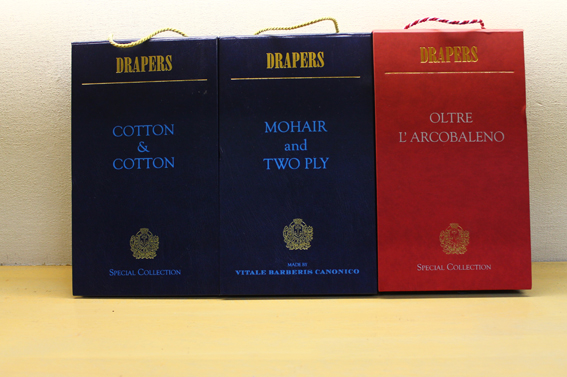 DRAPERS
COTTON
&
COTTON
SPECIAL COLLECTION
DRAPERS
MOHAIR
and
TWO PLY
MADE BY
VITALE BARBERIS CANONICO
DRAPERS
OLTRE
L'ARCOBALENO
SPECIAL COLLECTION